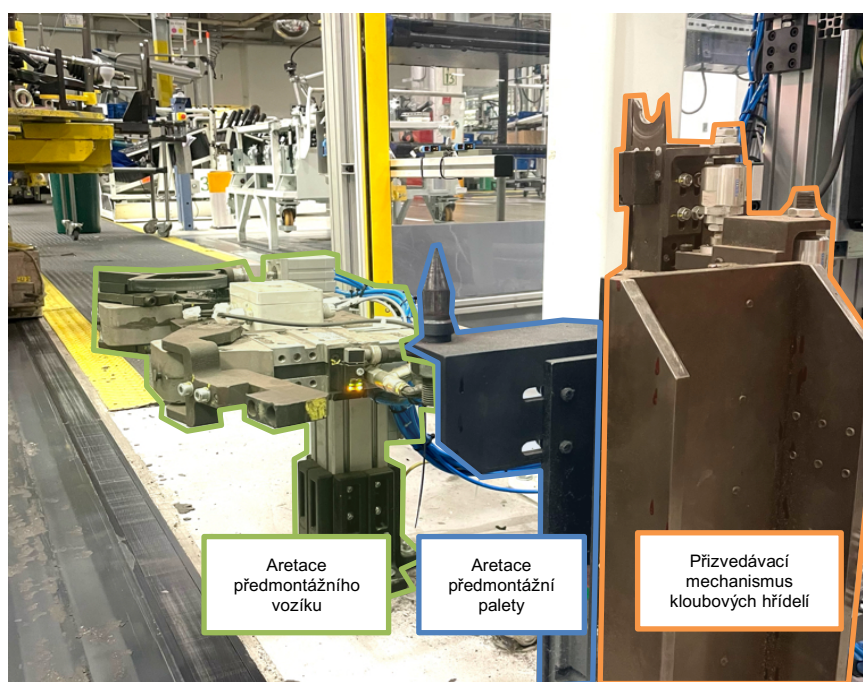 Aretace
předmontážního
vozíku
Aretace
předmontážní
palety
Přizvedávací
mechanismus
kloubových hřídelí